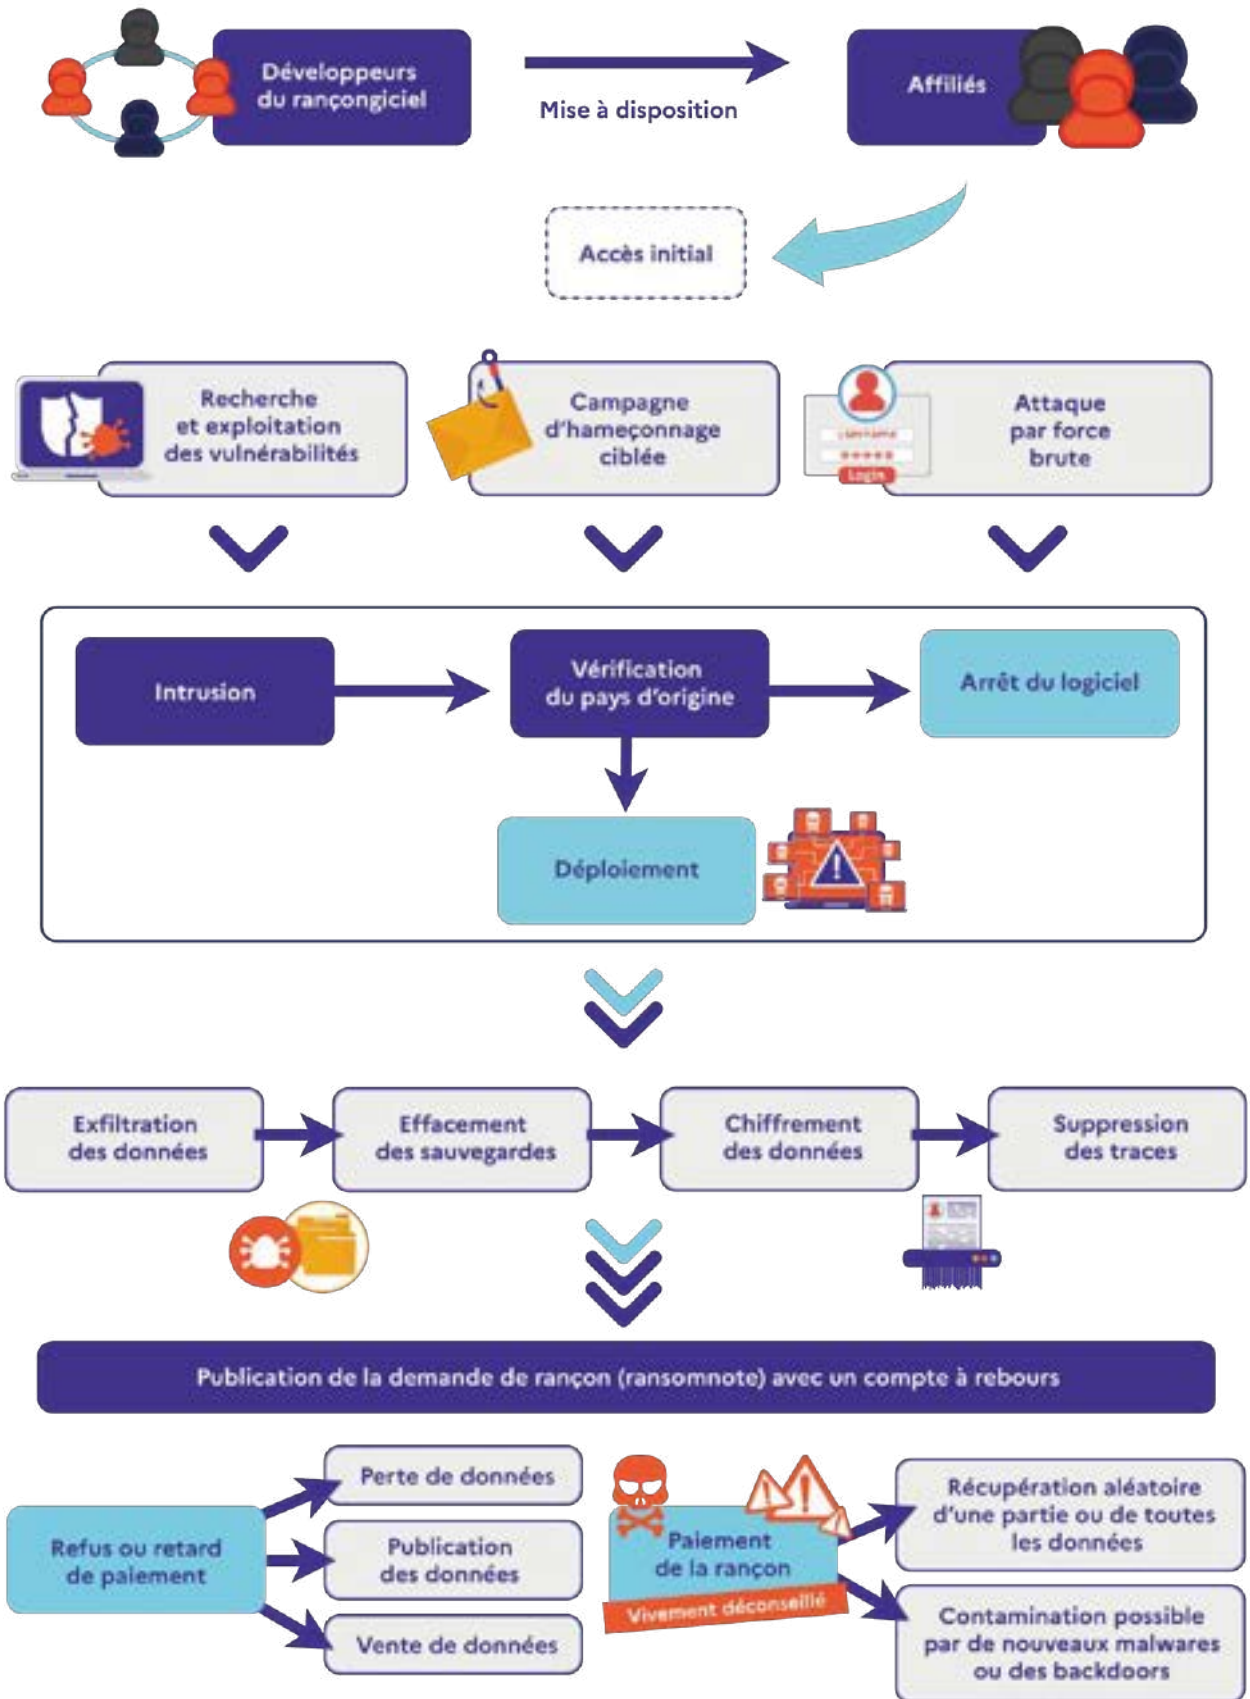 Développeurs
du rançongiciel
Mise à disposition
Affiliés
Accès initial
Recherche
et exploitation
des vulnérabilités
Campagne
d'hameçonnage
ciblée
Login
Attaque
par force
brute
Intrusion
Vérification
du pays d'origine
Arrêt du logiciel
Déploiement
Exfiltration
des données
Effacement
des sauvegardes
Chiffrement
des données
Suppression
des traces
Publication de la demande de rançon (ransomnote) avec un compte à rebours
Refus ou retard
de paiement
Perte de données
Publication
des données
Vente de données
Paiement
de la rançon
Vivement déconseillé
Récupération aléatoire
d'une partie ou de toutes
les données
Contamination possible
par de nouveaux malwares
ou des backdoors